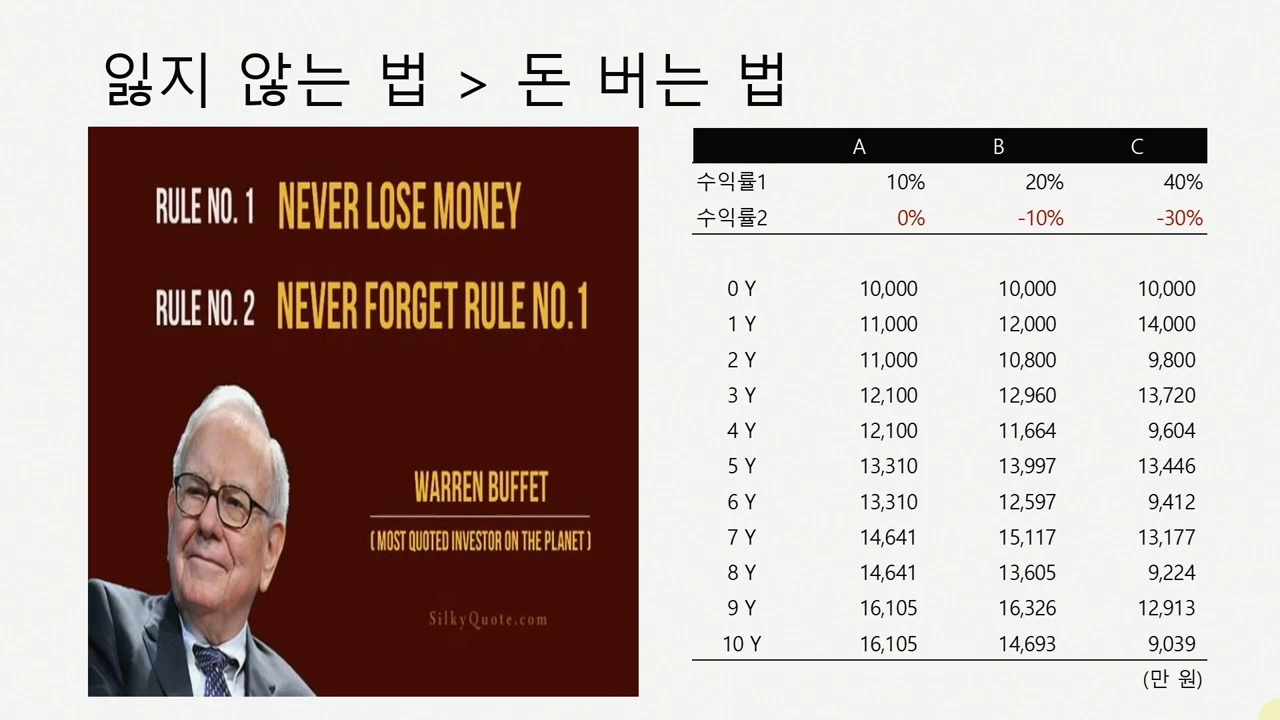 잃지 않는 법 > 돈 버는 법
RULE NO. 1 NEVER LOSE MONEY
RULE NO. 2 NEVER FORGET RULE NO.1
WARREN BUFFET
( MOST QUOTED INVESTOR ON THE PLANET )
SilkyQuote.com
A B C
수익률1 10% 20% 40%
수익률2 0% -10% -30%
0 Y 10,000 10,000 10,000
1 Y 11,000 12,000 14,000
2 Y 11,000 10,800 9,800
3 Y 12,100 12,960 13,720
4 Y 12,100 11,664 9,604
5 Y 13,310 13,997 13,446
6 Y 13,310 12,597 9,412
7 Y 14,641 15,117 13,177
8 Y 14,641 13,605 9,224
9 Y 16,105 16,326 12,913
10 Y 16,105 14,693 9,039
(만 원)